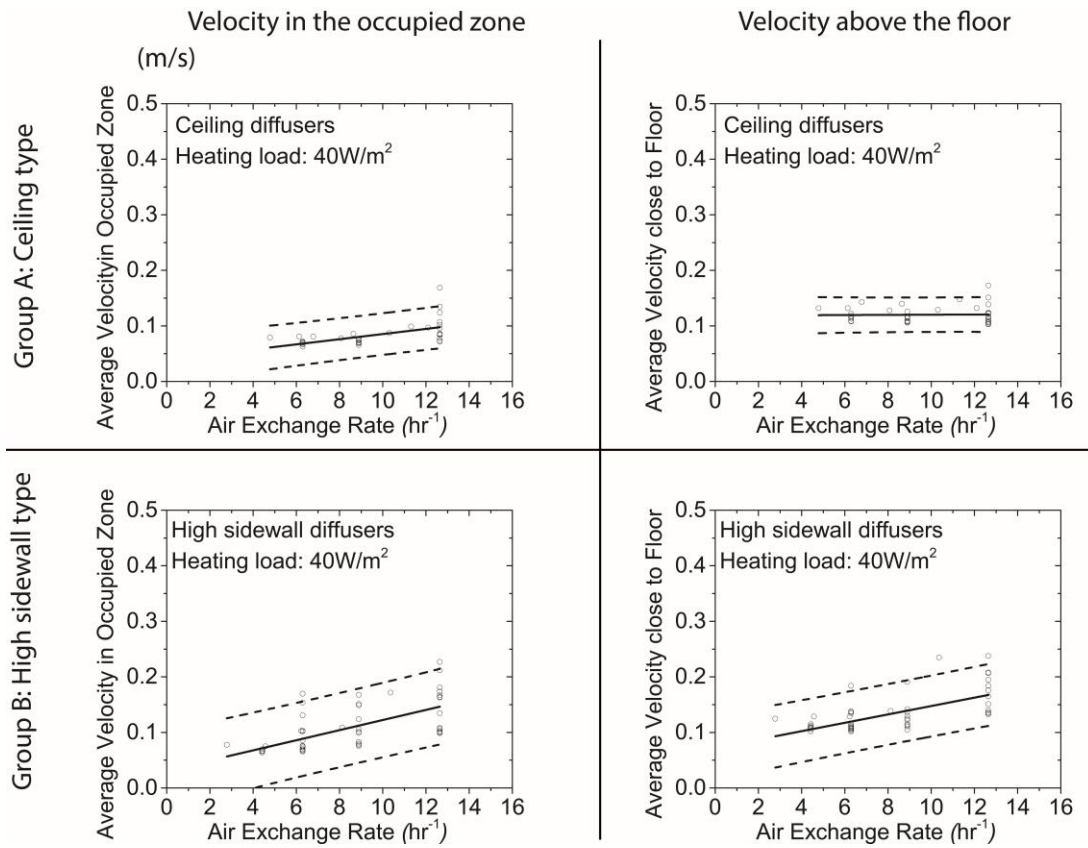 Velocity in the occupied zone
Velocity above the floor
(m/s)
Group A: Ceiling type
Average Velocityin Occupied Zone
0.5
0.4
0.3
0.2
0.1
0.0
Ceiling diffusers
Heating load: 40W/m²
0 2 4 6 8 10 12 14 16
Air Exchange Rate (hr⁻¹)
Average Velocity close to Floor
0.5
0.4
0.3
0.2
0.1
0.0
Ceiling diffusers
Heating load: 40W/m²
0 2 4 6 8 10 12 14 16
Air Exchange Rate (hr⁻¹)
Group B: High sidewall type
Average Velocity in Occupied Zone
0.5
0.4
0.3
0.2
0.1
0.0
High sidewall diffusers
Heating load: 40W/m²
0 2 4 6 8 10 12 14 16
Air Exchange Rate (hr⁻¹)
Average Velocity close to Floor
0.5
0.4
0.3
0.2
0.1
0.0
High sidewall diffusers
Heating load: 40W/m²
0 2 4 6 8 10 12 14 16
Air Exchange Rate (hr⁻¹)